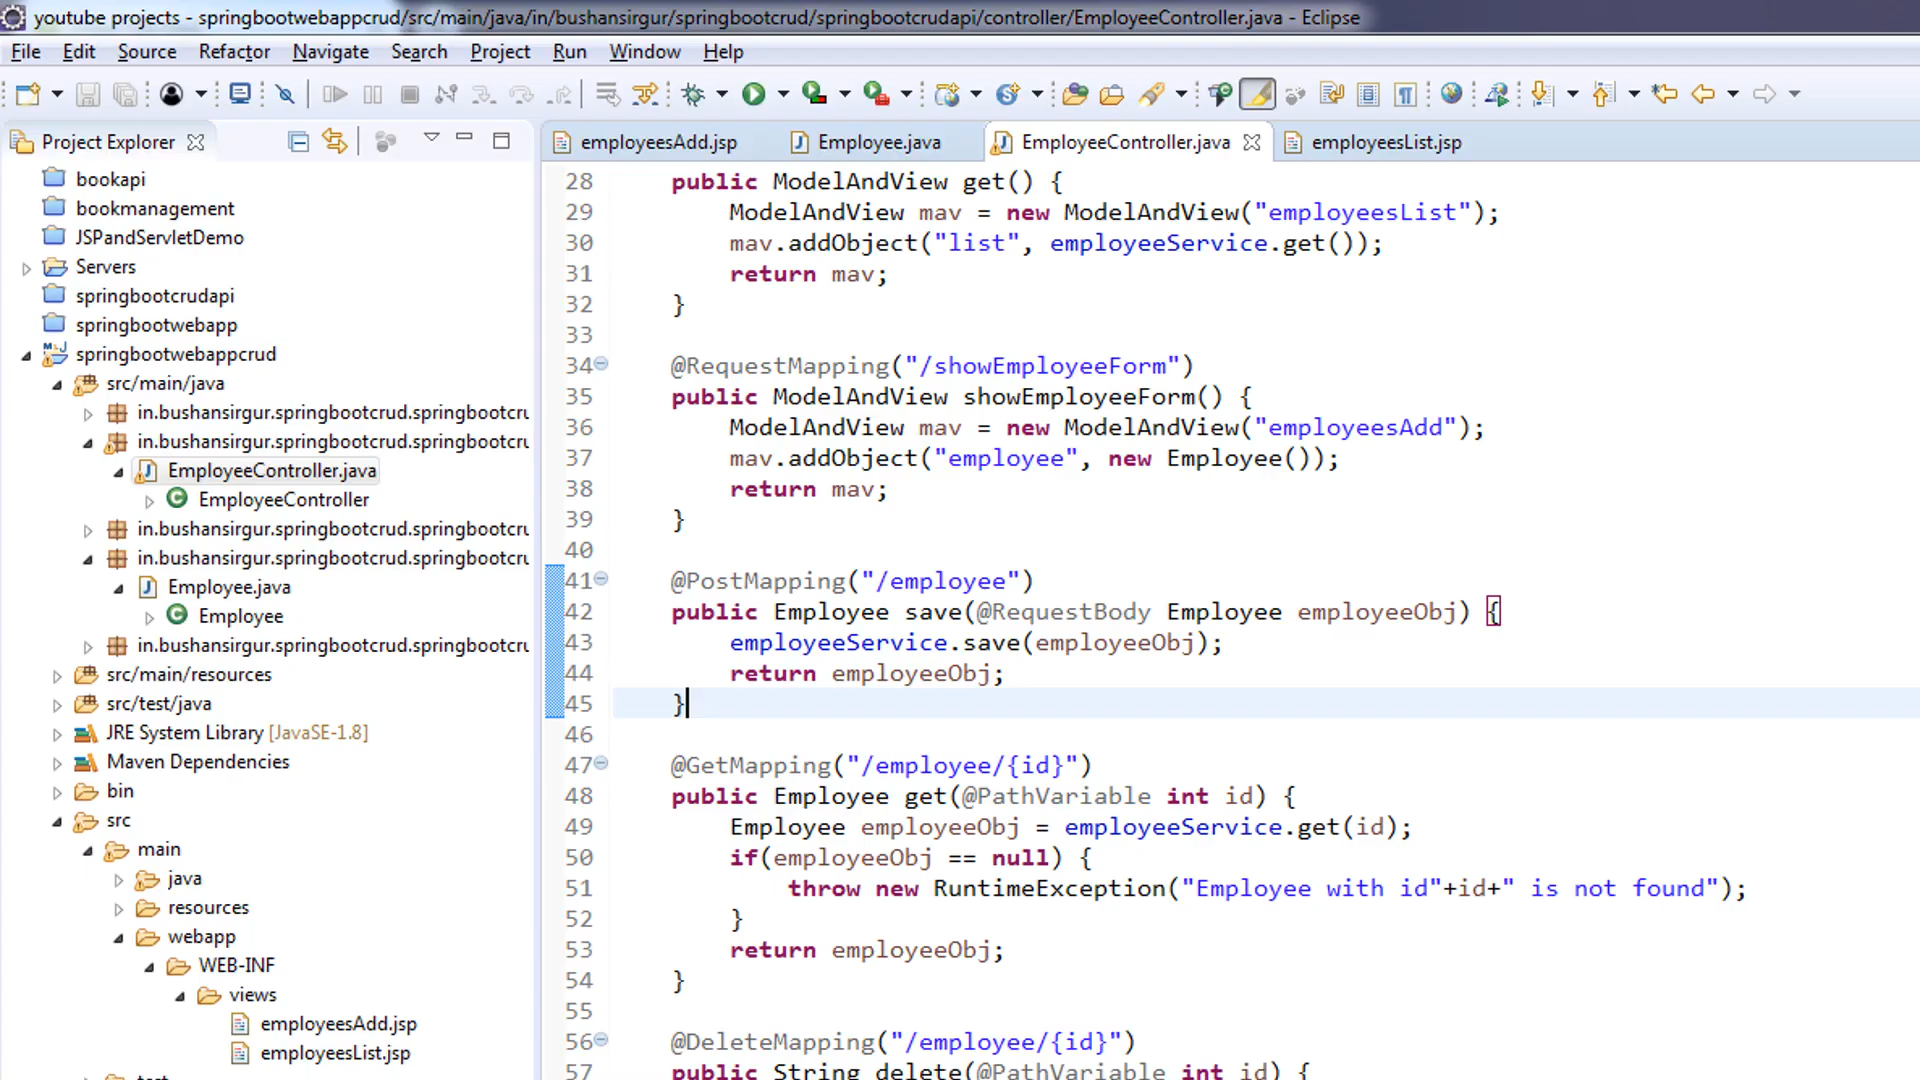 youtube projects - springbootwebappcrud/src/main/java/in/bushansirgur/springbootcrud/springbootcrudapi/controller/EmployeeController.java - Eclipse
File Edit Source Refactor Navigate Search Project Run Window Help
Project Explorer
bookapi
bookmanagement
JSPandServletDemo
Servers
springbootcrudapi
springbootwebapp
springbootwebappcrud
src/main/java
in.bushansirgur.springbootcrud.springbootcru
in.bushansirgur.springbootcrud.springbootcru
EmployeeController.java
EmployeeController
in.bushansirgur.springbootcrud.springbootcru
in.bushansirgur.springbootcrud.springbootcru
Employee.java
Employee
in.bushansirgur.springbootcrud.springbootcru
src/main/resources
src/test/java
JRE System Library [JavaSE-1.8]
Maven Dependencies
bin
src
main
java
resources
webapp
WEB-INF
views
employeesAdd.jsp
employeesList.jsp
test
employeesAdd.jsp Employee.java EmployeeController.java employeesList.jsp
28 public ModelAndView get() {
29 ModelAndView mav = new ModelAndView("employeesList");
30 mav.addObject("list", employeeService.get());
31 return mav;
32 }
33
34 @RequestMapping("/showEmployeeForm")
35 public ModelAndView showEmployeeForm() {
36 ModelAndView mav = new ModelAndView("employeesAdd");
37 mav.addObject("employee", new Employee());
38 return mav;
39 }
40
41 @PostMapping("/employee")
42 public Employee save(@RequestBody Employee employeeObj) {
43 employeeService.save(employeeObj);
44 return employeeObj;
45 }
46
47 @GetMapping("/employee/{id}")
48 public Employee get(@PathVariable int id) {
49 Employee employeeObj = employeeService.get(id);
50 if(employeeObj == null) {
51 throw new RuntimeException("Employee with id"+id+" is not found");
52 }
53 return employeeObj;
54 }
55
56 @DeleteMapping("/employee/{id}")
57 public String delete(@PathVariable int id) {